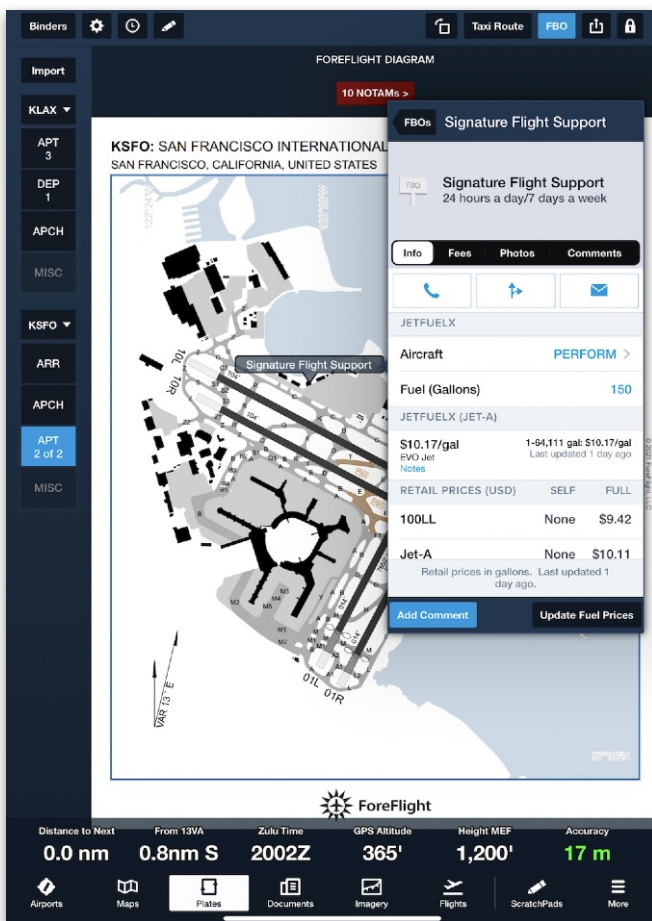 Binders
Taxi Route
FBO
Import
KLAX ▼
APT
3
DEP
1
APCH
MISC
KSFO ▼
ARR
APCH
APT
2 of 2
MISC
FOREFLIGHT DIAGRAM
10 NOTAMs >
KSFO: SAN FRANCISCO INTERNATIONAL
SAN FRANCISCO, CALIFORNIA, UNITED STATES
10L
10R
Signature Flight Support
01L 01R
VAR 13° E
FBOs Signature Flight Support
FBO
Signature Flight Support
24 hours a day/7 days a week
Info Fees Photos Comments
JETFUELX
Aircraft PERFORM >
Fuel (Gallons) 150
JETFUELX (JET-A)
$10.17/gal 1-64,111 gal: $10.17/gal
EVO Jet Last updated 1 day ago
Notes
RETAIL PRICES (USD) SELF FULL
100LL None $9.42
Jet-A None $10.11
Retail prices in gallons. Last updated 1
day ago.
Add Comment Update Fuel Prices
© 2021 ForeFlight, LLC
ForeFlight
Distance to Next From 13VA Zulu Time GPS Altitude Height MEF Accuracy
0.0 nm 0.8nm S 2002Z 365' 1,200' 17 m
Airports Maps Plates Documents Imagery Flights ScratchPads More